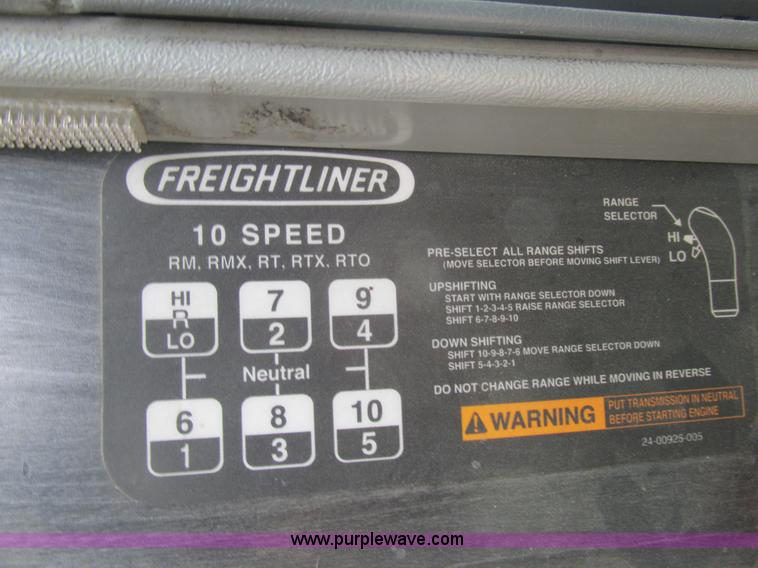 FREIGHTLINER
10 SPEED
RM, RMX, RT, RTX, RTO
HI
R
LO
7
2
9
4
Neutral
6
1
8
3
10
5
RANGE
SELECTOR
HI
LO
PRE-SELECT ALL RANGE SHIFTS
(MOVE SELECTOR BEFORE MOVING SHIFT LEVER)
UPSHIFTING
START WITH RANGE SELECTOR DOWN
SHIFT 1-2-3-4-5 RAISE RANGE SELECTOR
SHIFT 6-7-8-9-10
DOWN SHIFTING
SHIFT 10-9-8-7-6 MOVE RANGE SELECTOR DOWN
SHIFT 5-4-3-2-1
DO NOT CHANGE RANGE WHILE MOVING IN REVERSE
WARNING
PUT TRANSMISSION IN NEUTRAL
BEFORE STARTING ENGINE
24-00925-005
www.purplewave.com